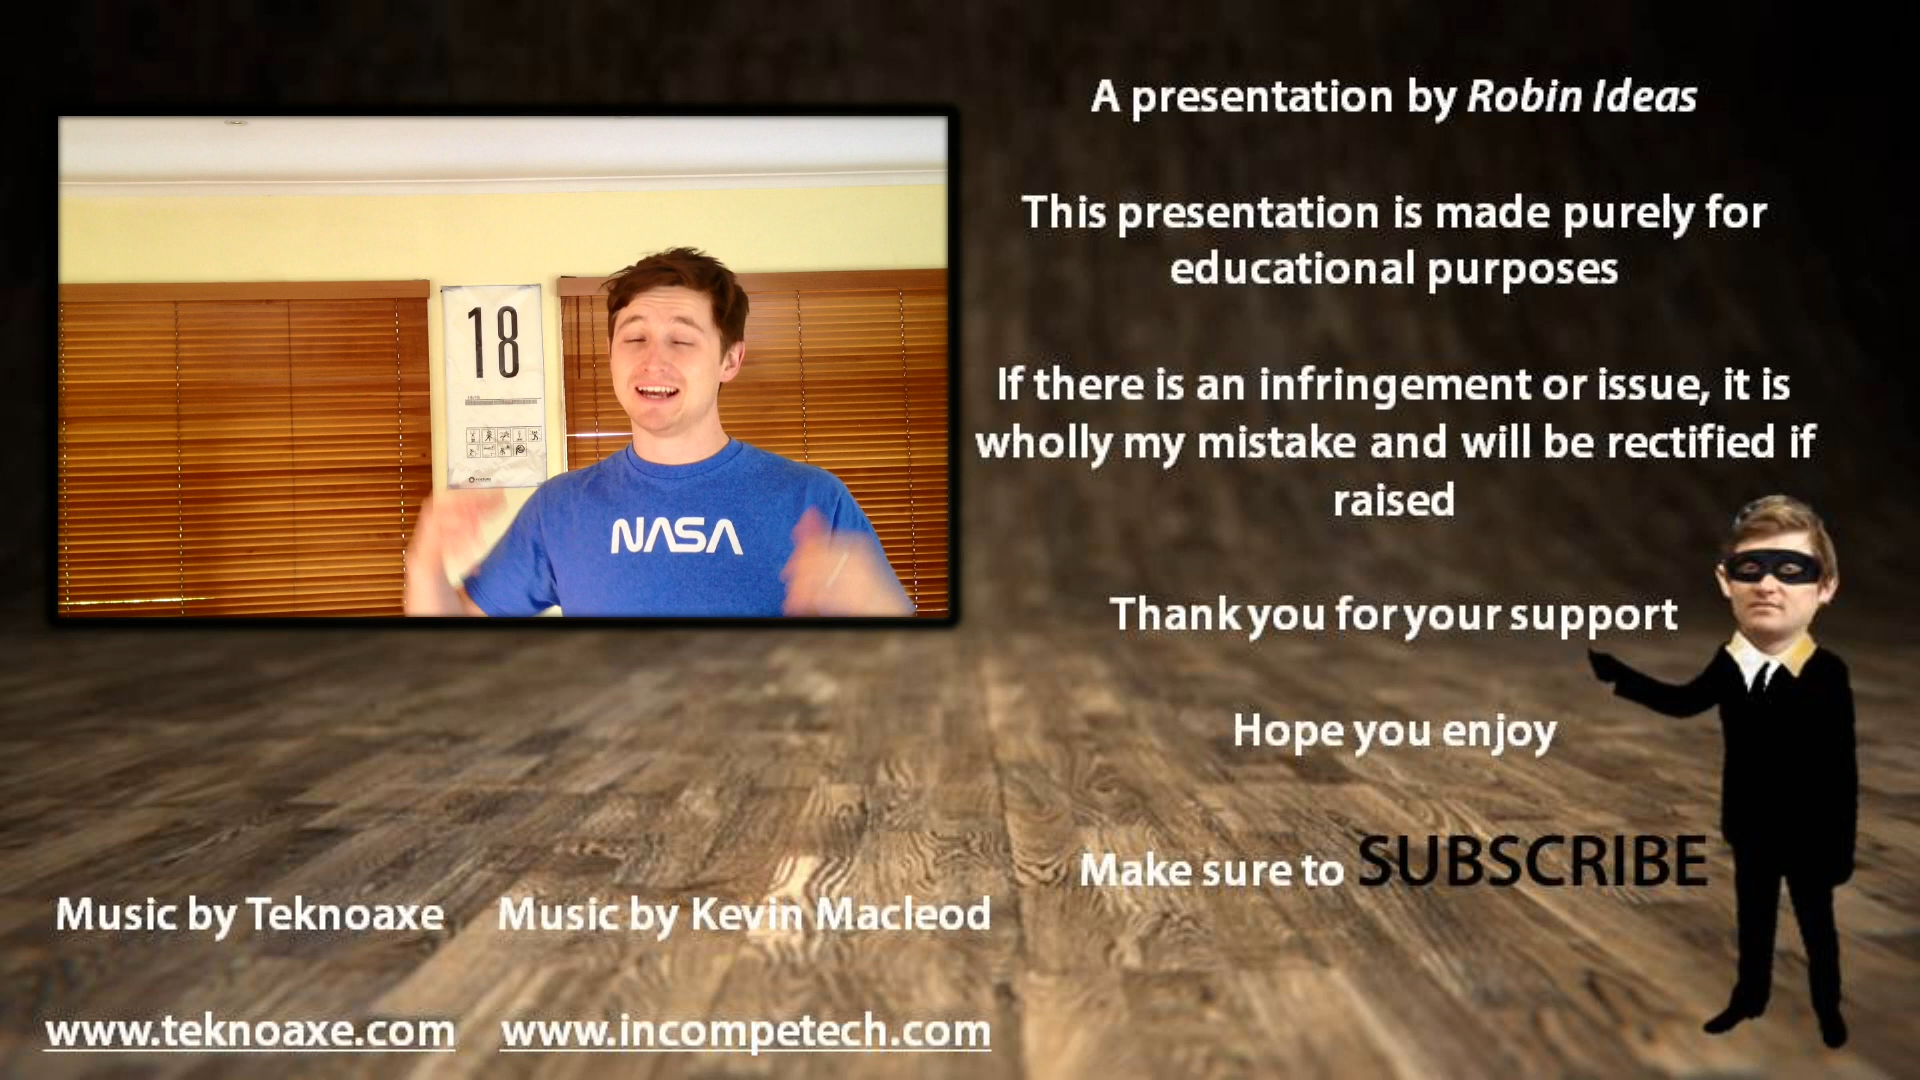 A presentation by Robin Ideas
This presentation is made purely for
educational purposes
If there is an infringement or issue, it is
wholly my mistake and will be rectified if
raised
Thank you for your support
Hope you enjoy
Make sure to SUBSCRIBE
18
NASA
Music by Teknoaxe
Music by Kevin Macleod
www.teknoaxe.com
www.incompetech.com